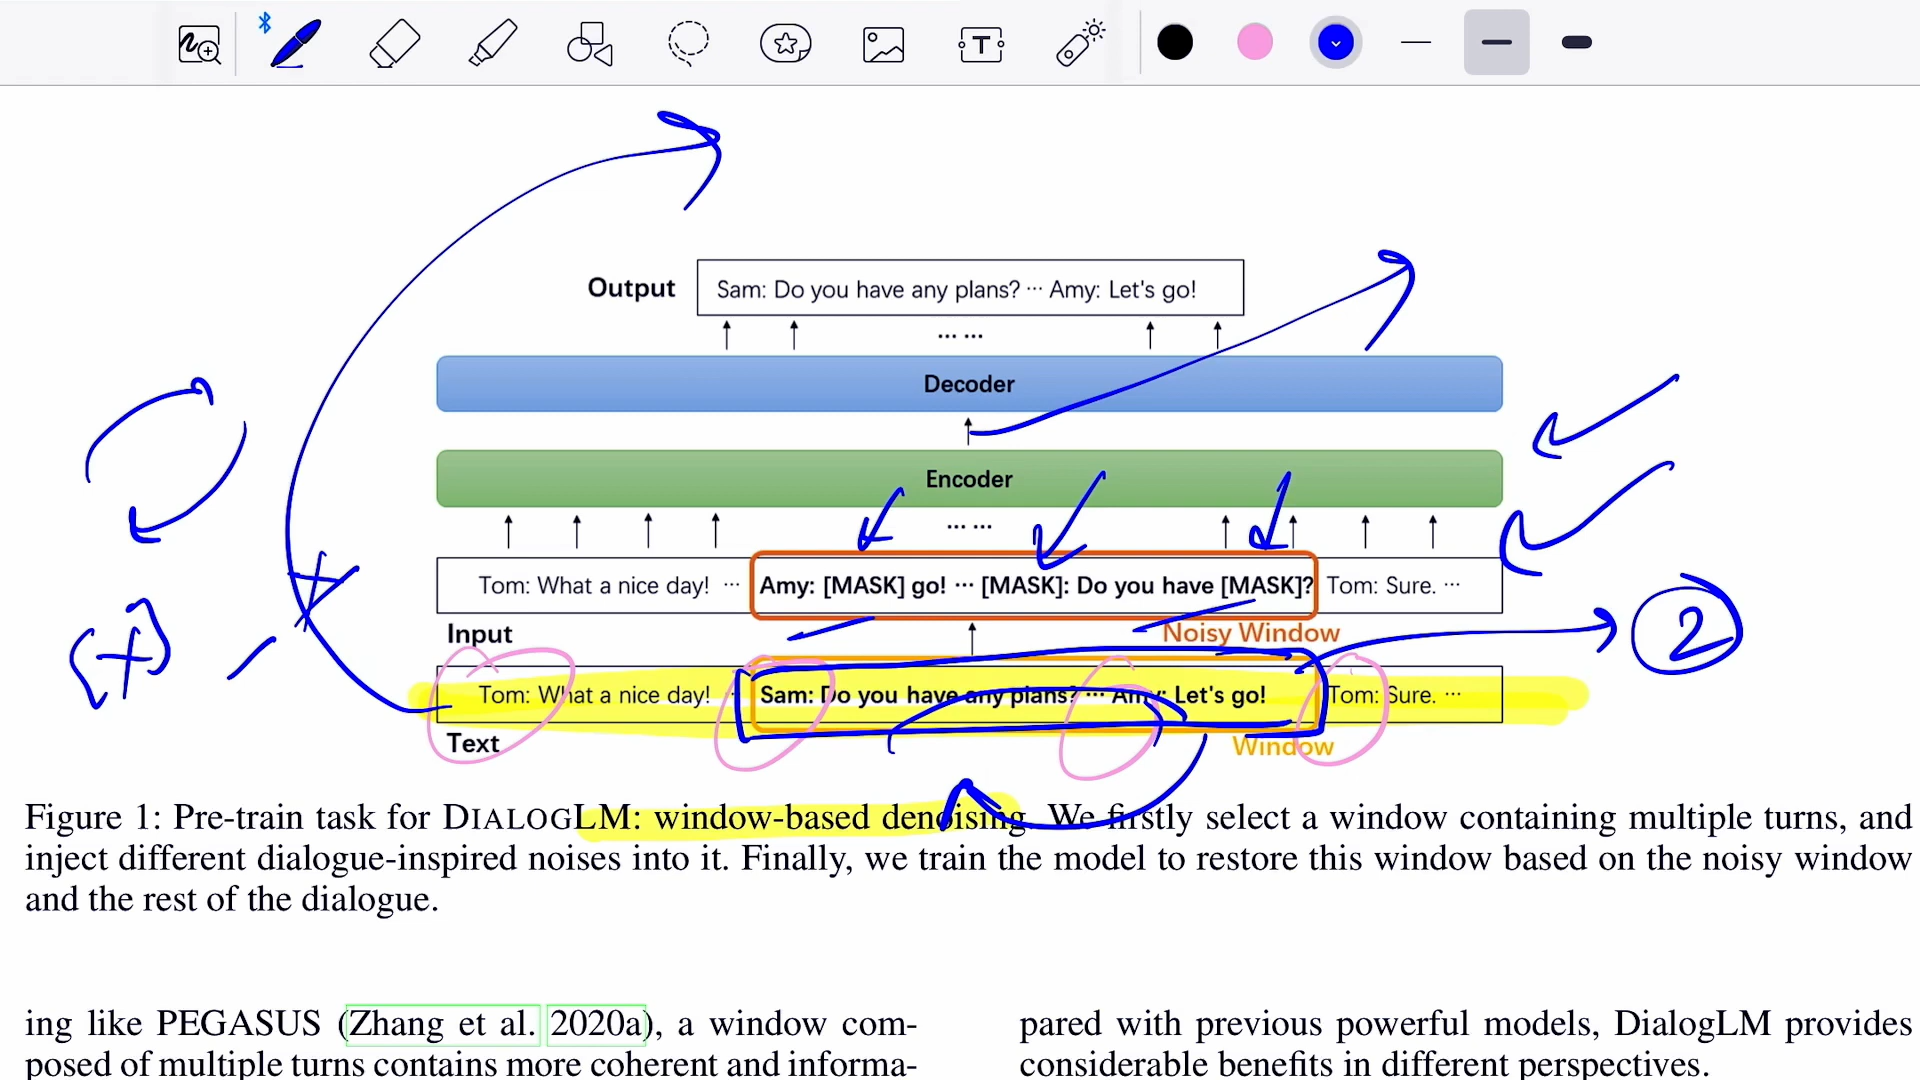 T
Output
Sam: Do you have any plans? ··· Amy: Let's go!
··· ···
Decoder
Encoder
··· ···
Tom: What a nice day! ··· Amy: [MASK] go! ··· [MASK]: Do you have [MASK]? Tom: Sure. ···
Input
Noisy Window
2
Tom: What a nice day! ·· Sam: Do you have any plans? ··· Amy: Let's go! Tom: Sure. ···
Text
Window
Figure 1: Pre-train task for DIALOGLM: window-based denoising. We firstly select a window containing multiple turns, and
inject different dialogue-inspired noises into it. Finally, we train the model to restore this window based on the noisy window
and the rest of the dialogue.
ing like PEGASUS (Zhang et al. 2020a), a window com-
posed of multiple turns contains more coherent and informa-
pared with previous powerful models, DialogLM provides
considerable benefits in different perspectives.